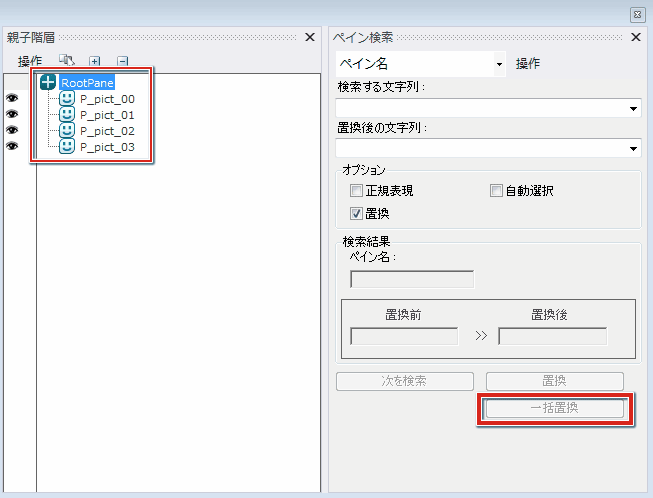 親子階層
操作
RootPane
P_pict_00
P_pict_01
P_pict_02
P_pict_03
ペイン検索
ペイン名
操作
検索する文字列：
置換後の文字列：
オプション
正規表現
自動選択
置換
検索結果
ペイン名：
置換前
置換後
>>
次を検索
置換
一括置換